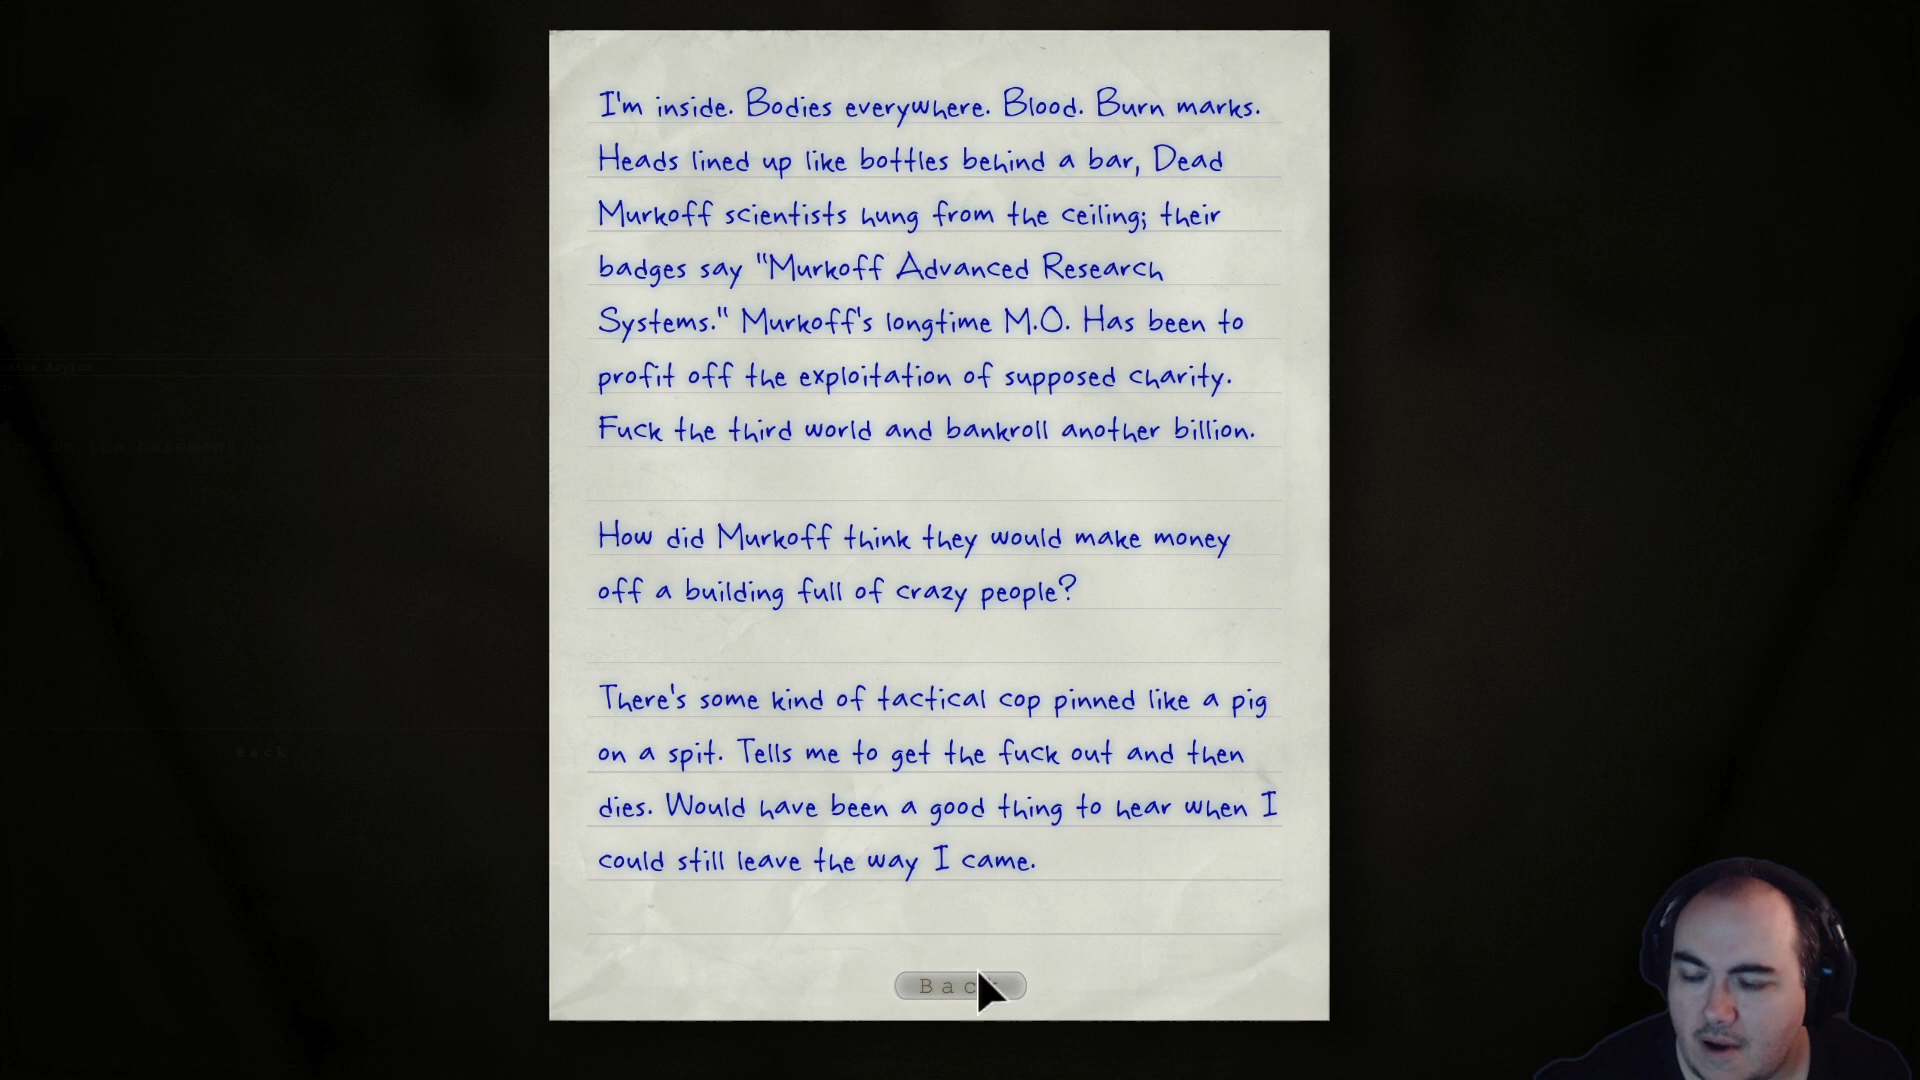 I'm inside. Bodies everywhere. Blood. Burn marks.
Heads lined up like bottles behind a bar, Dead
Murkoff scientists hung from the ceiling; their
badges say "Murkoff Advanced Research
Systems." Murkoff's longtime M.O. Has been to
profit off the exploitation of supposed charity.
Fuck the third world and bankroll another billion.
How did Murkoff think they would make money
off a building full of crazy people?
There's some kind of tactical cop pinned like a pig
on a spit. Tells me to get the fuck out and then
dies. Would have been a good thing to hear when I
could still leave the way I came.
Back
Back